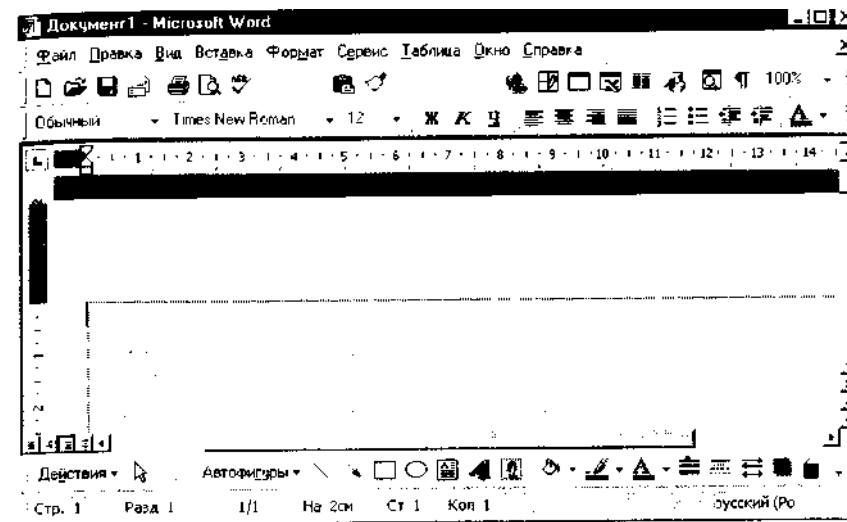 Документ1 - Microsoft Word
Файл Правка Вид Вставка Формат Сервис Таблица Окно Справка
100%
Обычный Times New Roman 12 Ж К Ч А
1 2 3 4 5 6 7 8 9 10 11 12 13 14
1
2
Действия Автофигуры А
Стр. 1 Разд 1 1/1 На 2см Ст 1 Кол 1 русский (Ро